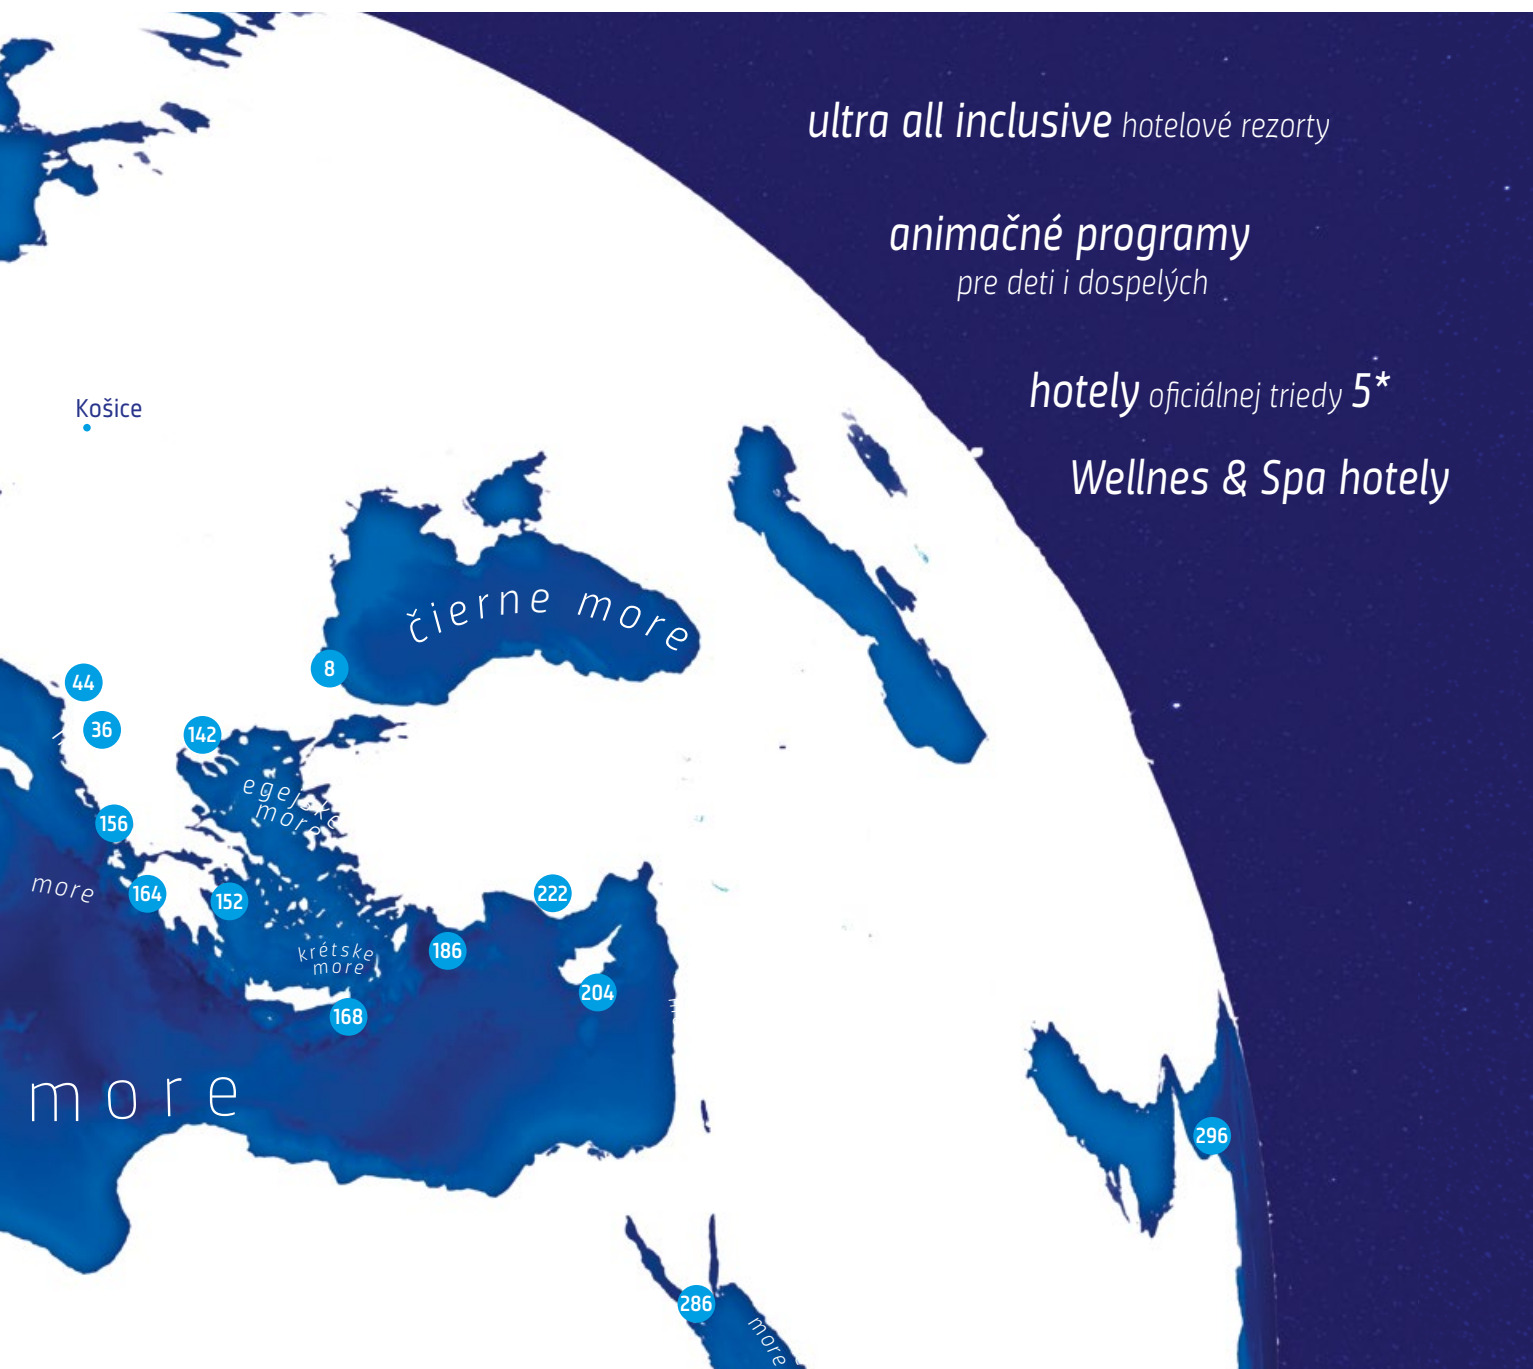 ultra all inclusive hotelové rezorty
animačné programy
pre deti i dospelých
hotely oficiálnej triedy 5*
Wellnes & Spa hotely
Košice
čierne more
8
44
36
142
egejské
more
156
more
164
152
222
186
krétske
more
204
168
more
296
286
more